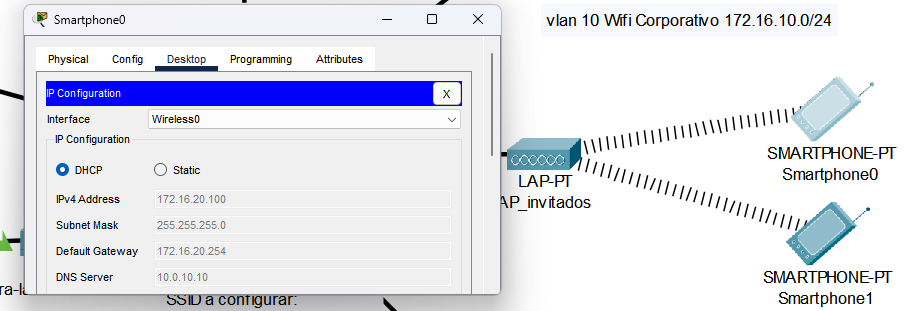 Smartphone0
vlan 10 Wifi Corporativo 172.16.10.0/24
Physical Config Desktop Programming Attributes
IP Configuration X
Interface Wireless0
IP Configuration
DHCP Static
IPv4 Address 172.16.20.100
Subnet Mask 255.255.255.0
Default Gateway 172.16.20.254
DNS Server 10.0.10.10
SMARTPHONE-PT
Smartphone0
LAP-PT
AP_invitados
SMARTPHONE-PT
Smartphone1
SSID a configurar: